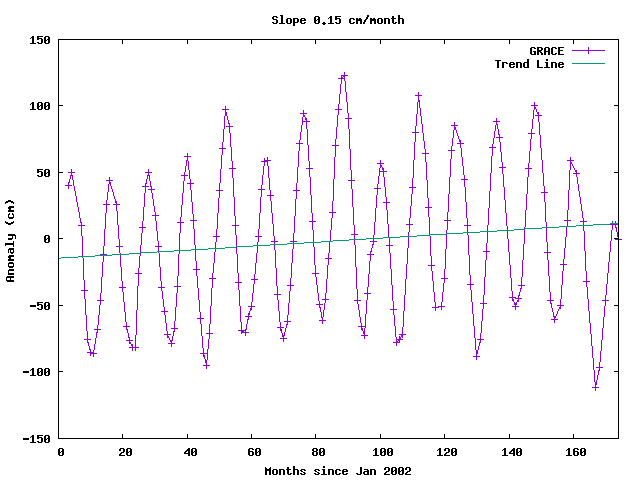 Slope 0.15 cm/month
GRACE
Trend Line
150
100
50
0
-50
-100
-150
Anomaly (cm)
0 20 40 60 80 100 120 140 160
Months since Jan 2002